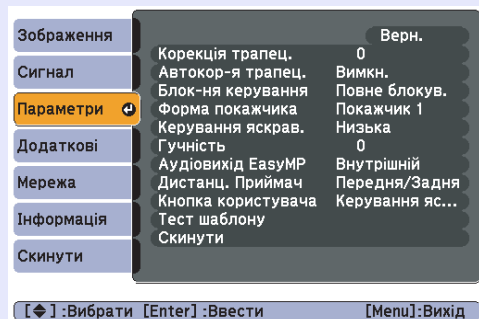 Зображення
Сигнал
Параметри
Додаткові
Мережа
Інформація
Скинути
Верн.
Корекція трапец. 0
Автокор-я трапец. Вимкн.
Блок-ня керування Повне блокув.
Форма покажчика Покажчик 1
Керування яскрав. Низька
Гучність 0
Аудіовихід EasyMP Внутрішній
Дистанц. Приймач Передня/Задня
Кнопка користувача Керування яс...
Тест шаблону
Скинути
[◆] :Вибрати [Enter] :Ввести [Menu]:Вихід